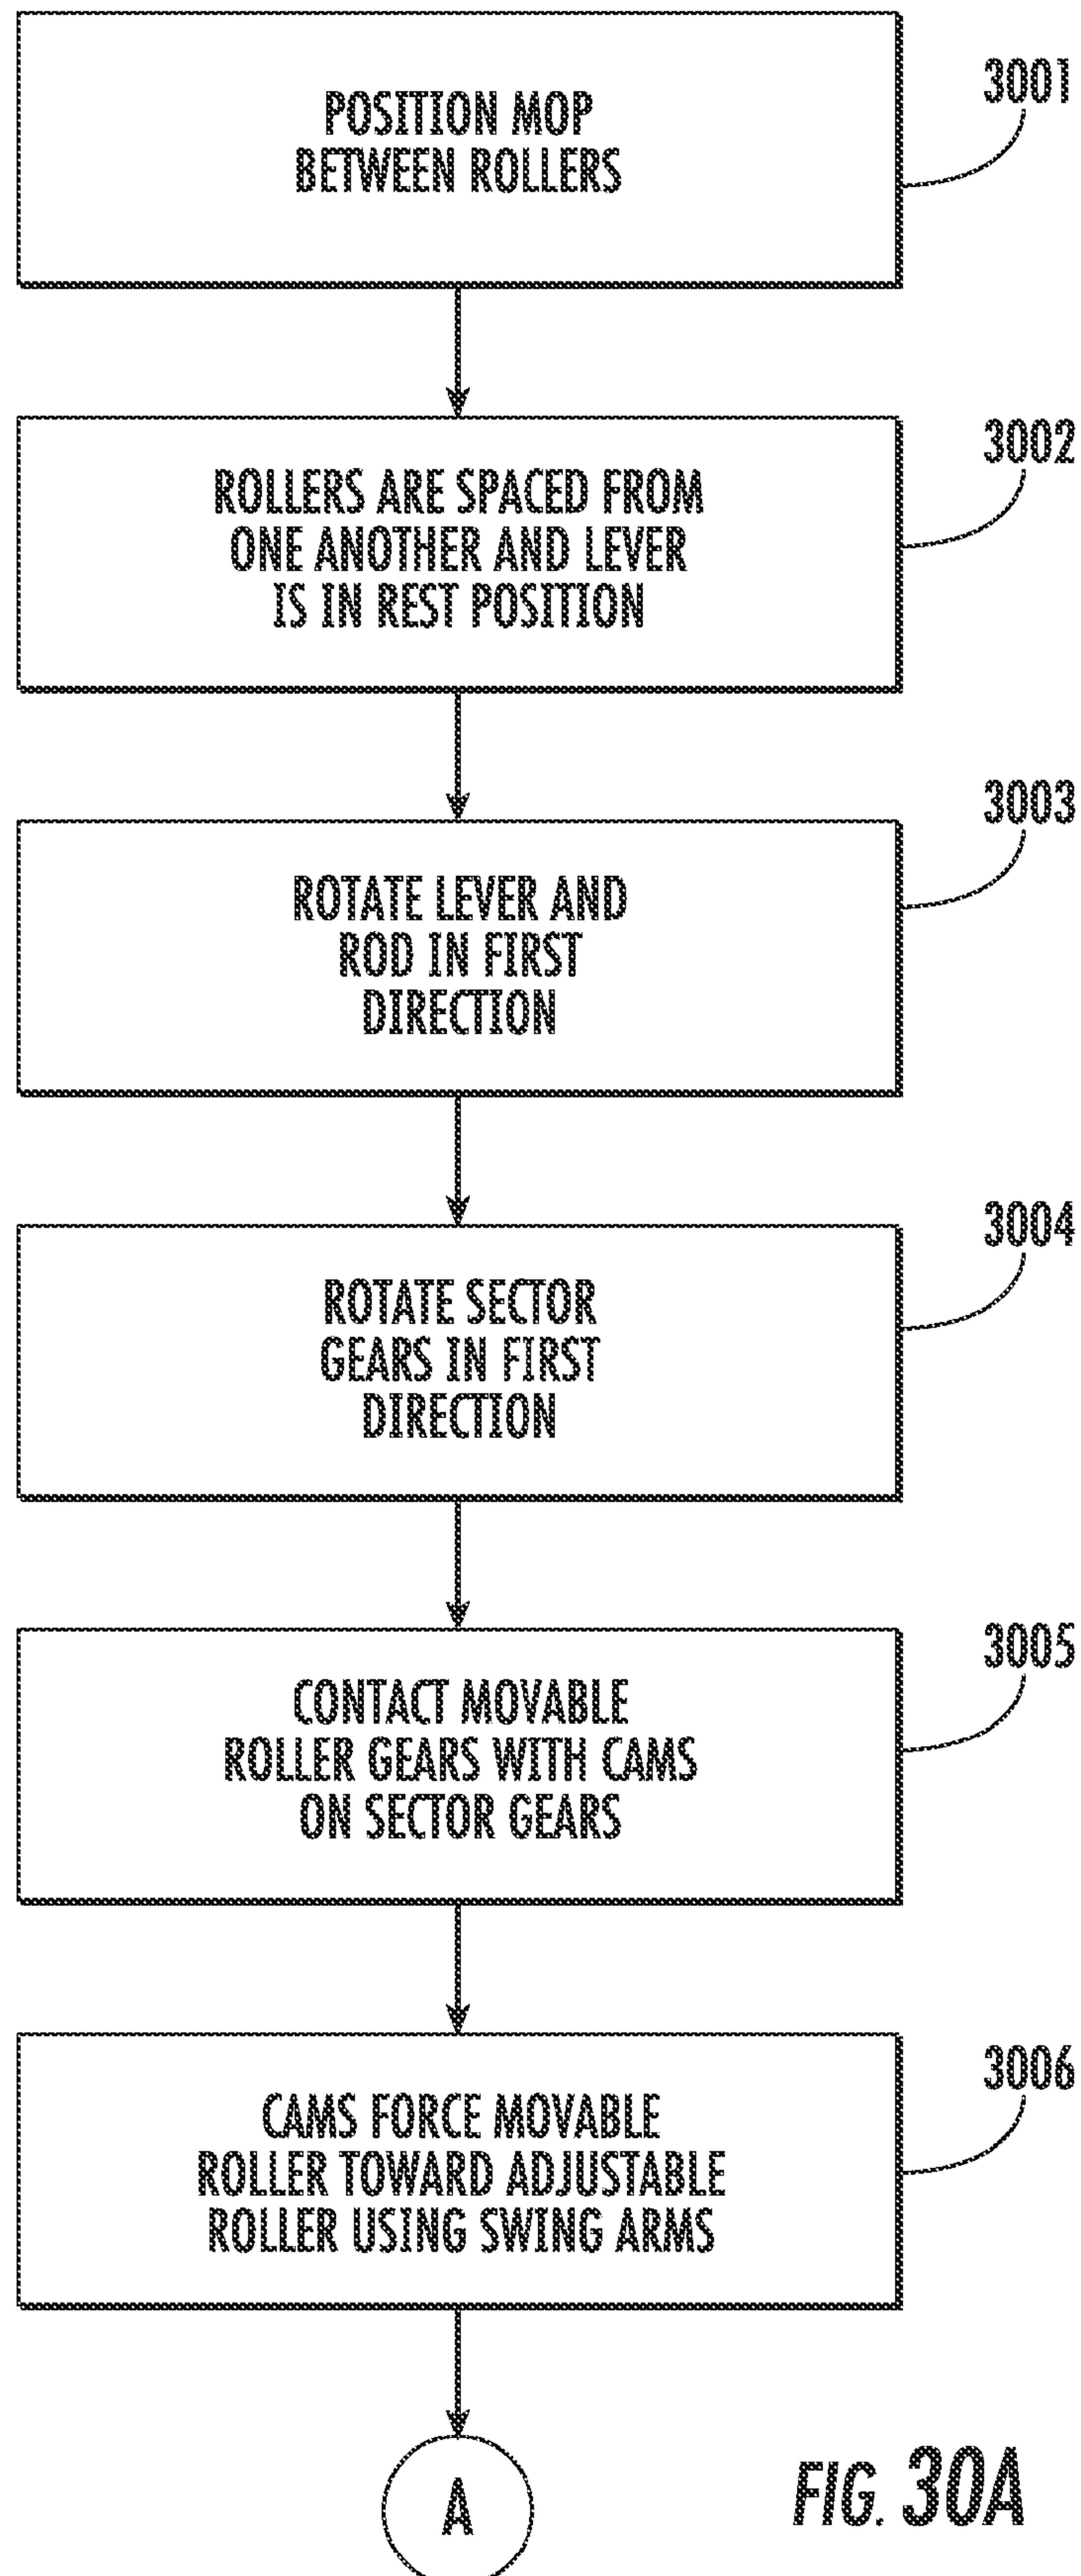 POSITION MOP
BETWEEN ROLLERS
3001
ROLLERS ARE SPACED FROM
ONE ANOTHER AND LEVER
IS IN REST POSITION
3002
ROTATE LEVER AND
ROD IN FIRST
DIRECTION
3003
ROTATE SECTOR
GEARS IN FIRST
DIRECTION
3004
CONTACT MOVABLE
ROLLER GEARS WITH CAMS
ON SECTOR GEARS
3005
CAMS FORCE MOVABLE
ROLLER TOWARD ADJUSTABLE
ROLLER USING SWING ARMS
3006
A
FIG. 30A